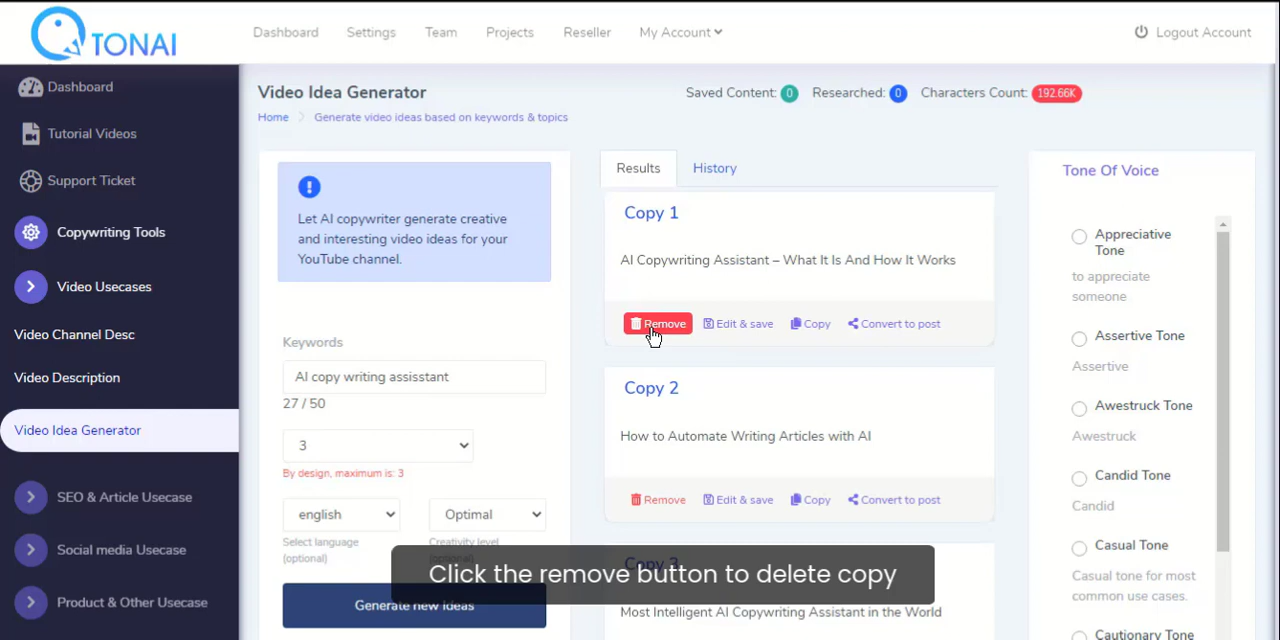 TONAI
Dashboard
Settings
Team
Projects
Reseller
My Account
Logout Account
Dashboard
Tutorial Videos
Support Ticket
Copywriting Tools
Video Usecases
Video Channel Desc
Video Description
Video Idea Generator
SEO & Article Usecase
Social media Usecase
Product & Other Usecase
Video Idea Generator
Home
Generate video ideas based on keywords & topics
Saved Content: 0
Researched: 0
Characters Count: 192.66K
Let AI copywriter generate creative
and interesting video ideas for your
YouTube channel.
Keywords
AI copy writing assisstant
27 / 50
3
By design, maximum is: 3
english
Optimal
Select language
(optional)
Creativity level
(optional)
Generate new ideas
Results
History
Copy 1
AI Copywriting Assistant – What It Is And How It Works
Remove
Edit & save
Copy
Convert to post
Copy 2
How to Automate Writing Articles with AI
Remove
Edit & save
Copy
Convert to post
Copy 3
Most Intelligent AI Copywriting Assistant in the World
Click the remove button to delete copy
Tone Of Voice
Appreciative
Tone
to appreciate
someone
Assertive Tone
Assertive
Awestruck Tone
Awestruck
Candid Tone
Candid
Casual Tone
Casual tone for most
common use cases.
Cautionary Tone